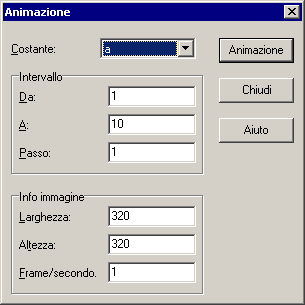 Animazione
Costante: a Animazione
Intervallo Chiudi
Da: 1
A: 10 Aiuto
Passo: 1
Info immagine
Larghezza: 320
Altezza: 320
Frame/secondo. 1